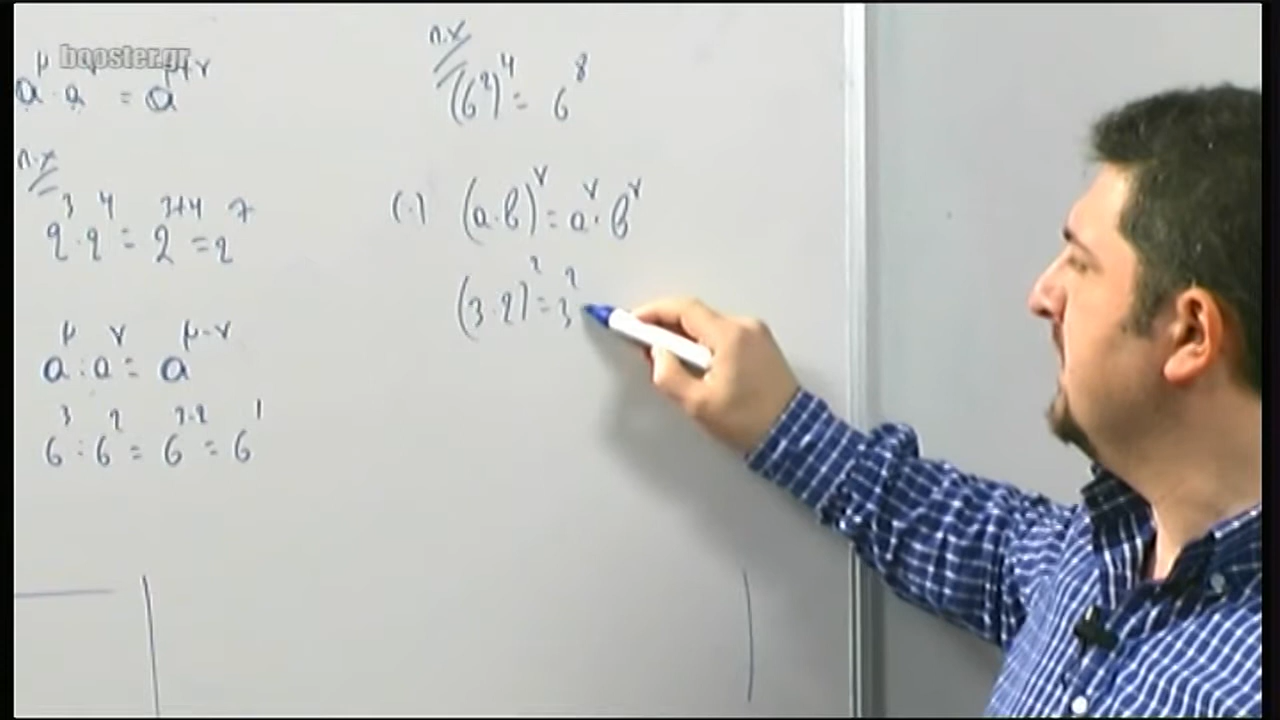 booster.gr
α^μ · α^ν = α^(μ+ν)
π.χ
2^3 · 2^4 = 2^(3+4) = 2^7
α^μ : α^ν = α^(μ-ν)
6^3 : 6^2 = 6^(3-2) = 6^1
π.χ
(6^2)^4 = 6^8
(·) (α·β)^ν = α^ν · β^ν
(3·2)^2 = 3^2